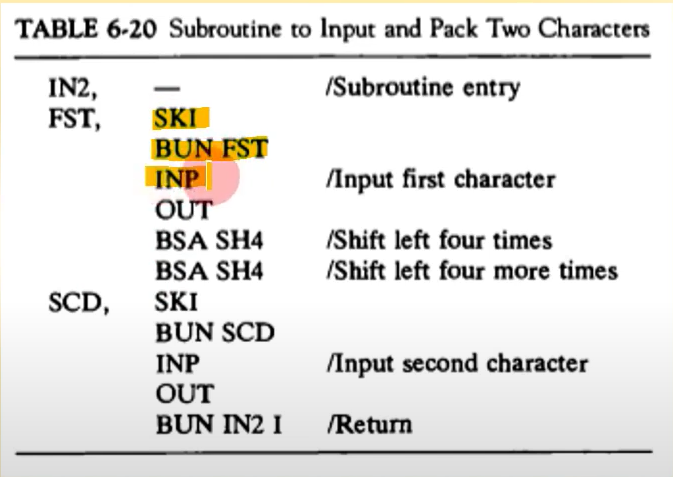 TABLE 6-20 Subroutine to Input and Pack Two Characters
IN2, — /Subroutine entry
FST, SKI
BUN FST
INP /Input first character
OUT
BSA SH4 /Shift left four times
BSA SH4 /Shift left four more times
SCD, SKI
BUN SCD
INP /Input second character
OUT
BUN IN2 I /Return